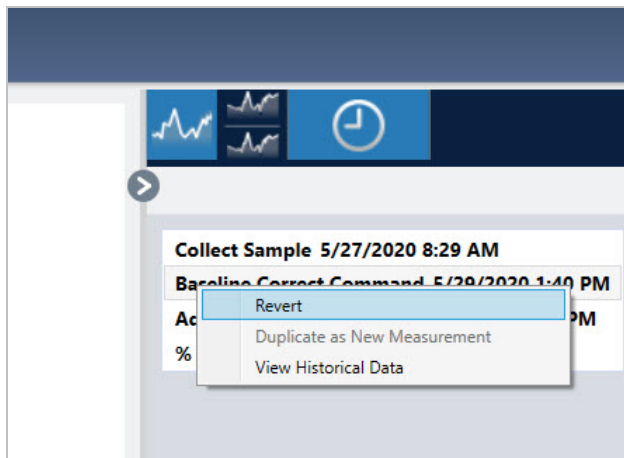 Collect Sample 5/27/2020 8:29 AM
Baseline Correct Command 5/29/2020 1:40 PM
Revert
PM
Duplicate as New Measurement
%
View Historical Data